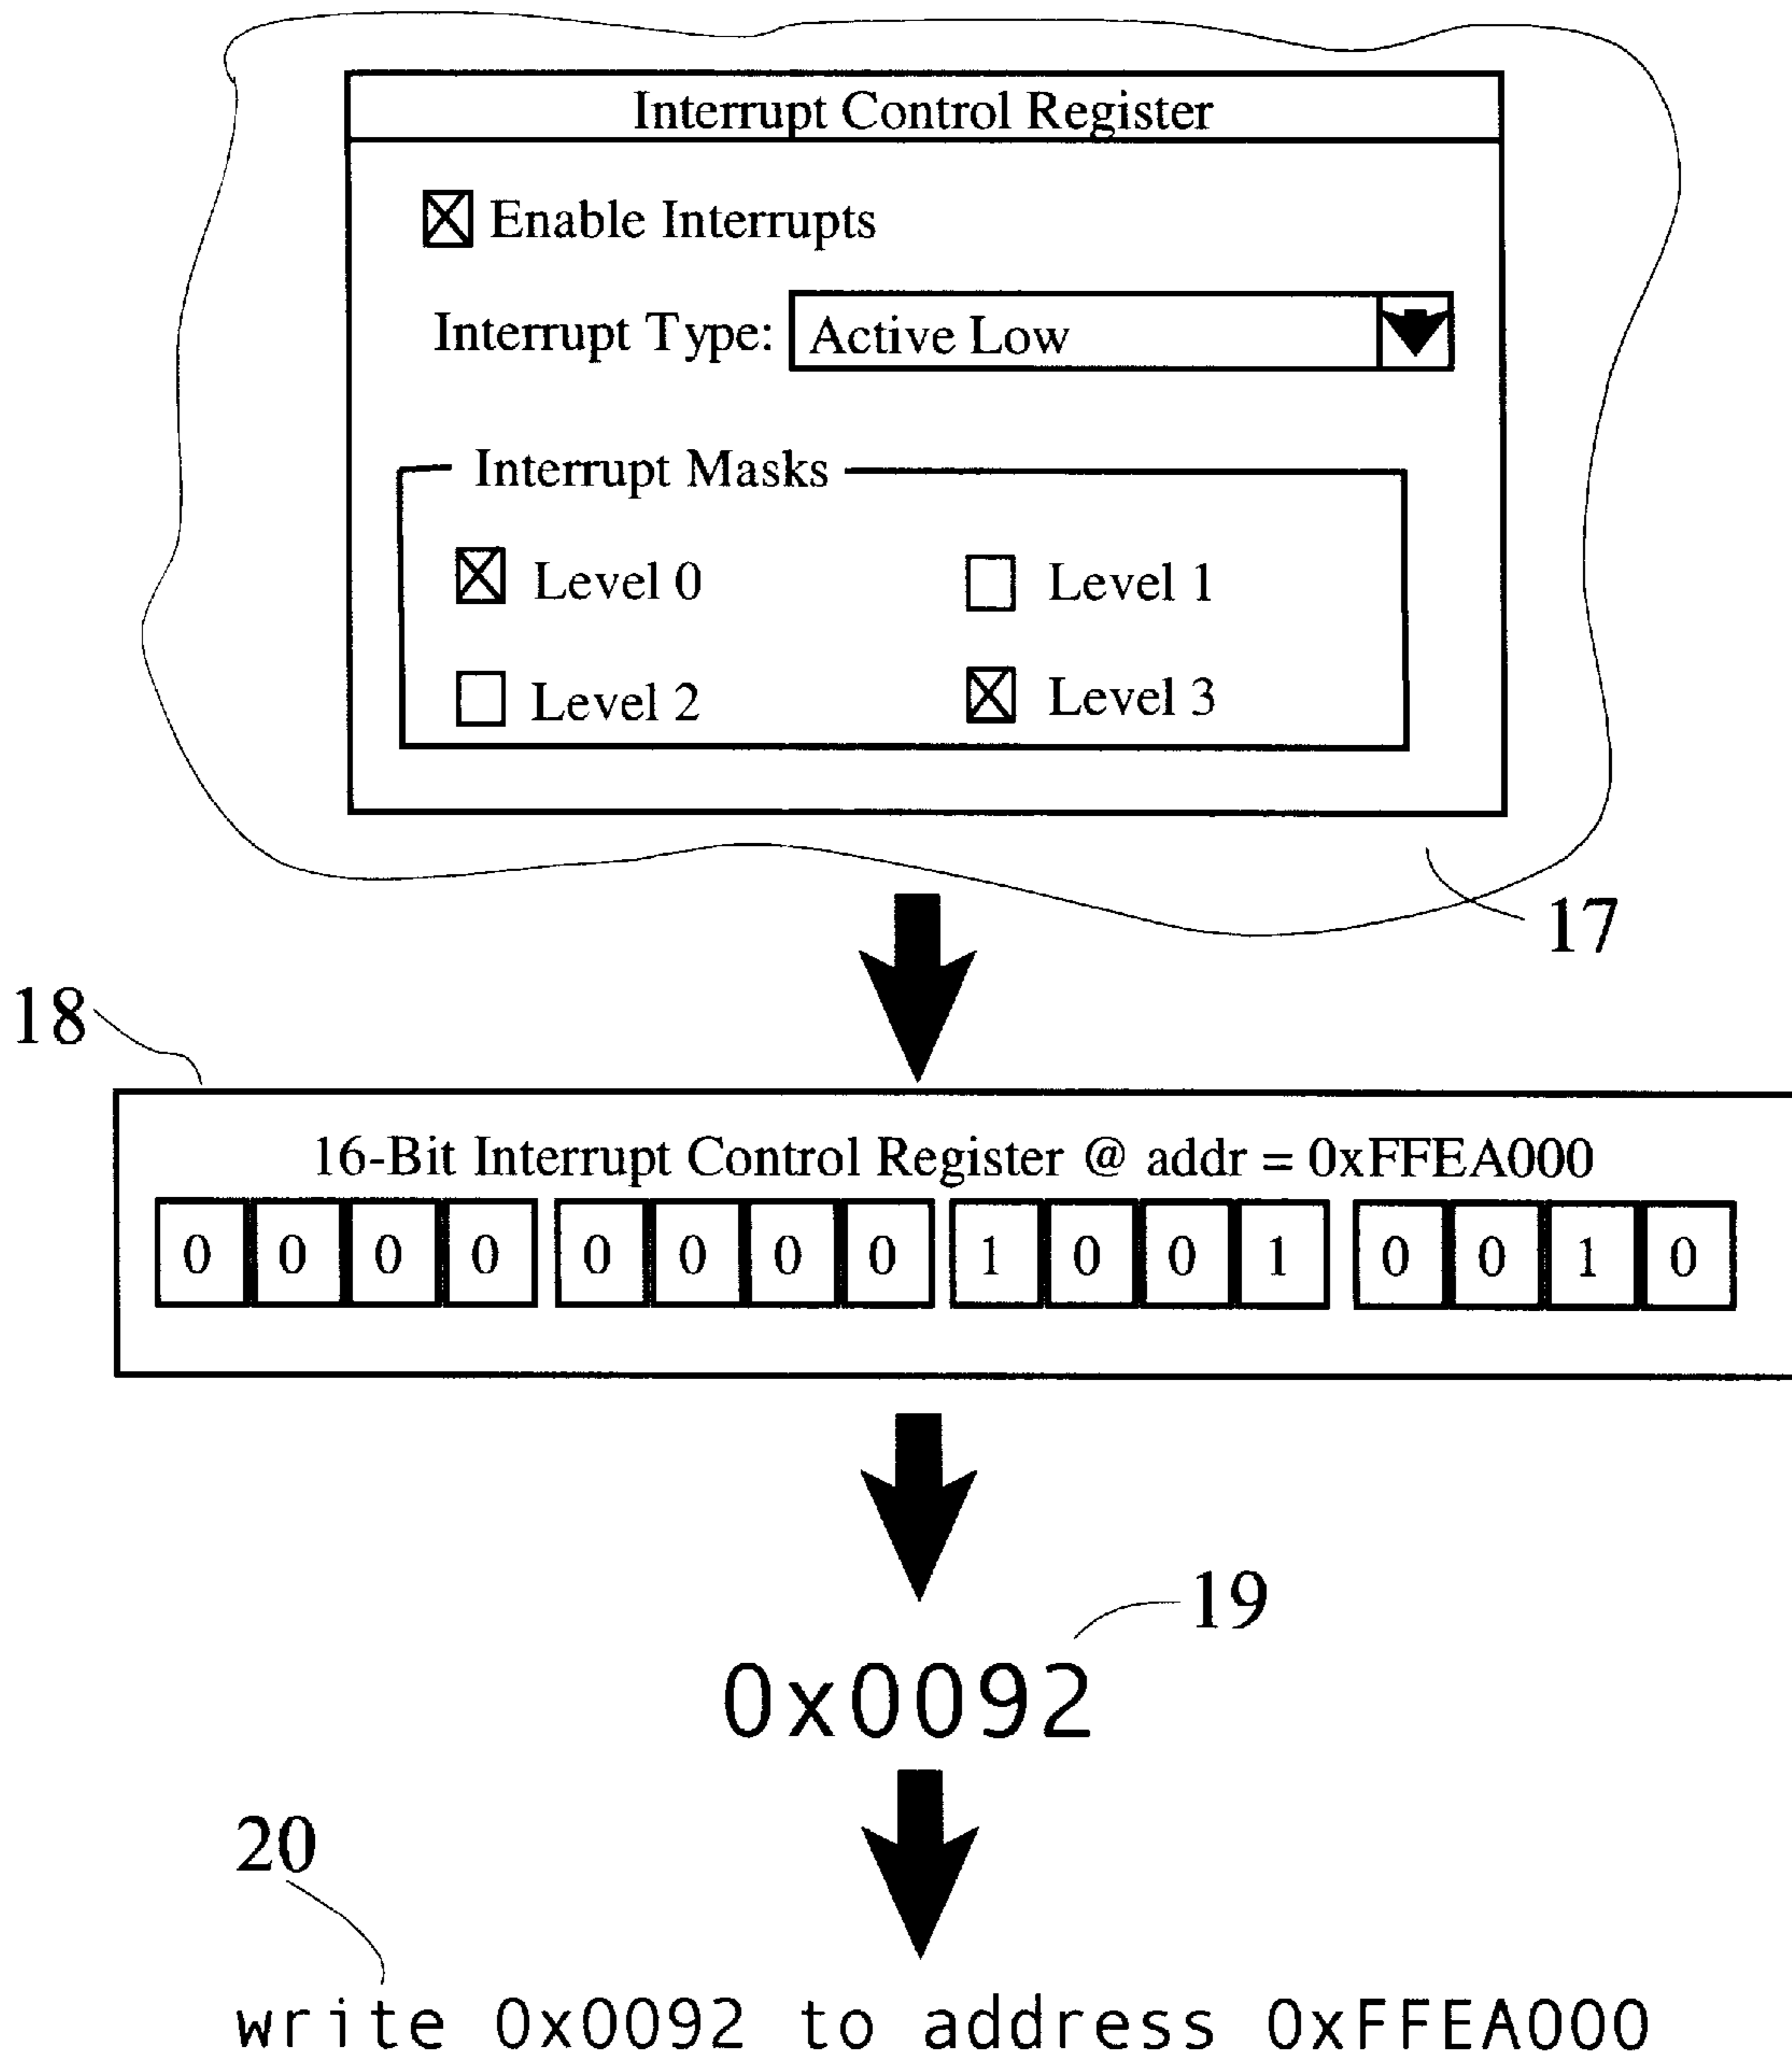 Interrupt Control Register
Enable Interrupts
Interrupt Type: Active Low
Interrupt Masks
Level 0 Level 1
Level 2 Level 3
17
18
16-Bit Interrupt Control Register @ addr = 0xFFEA000
0 0 0 0 0 0 0 0 1 0 0 1 0 0 1 0
19
0x0092
20
write 0x0092 to address 0xFFEA000